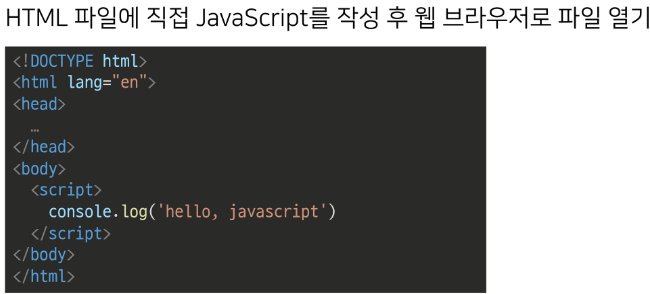 HTML 파일에 직접 JavaScript를 작성 후 웹 브라우저로 파일 열기
<!DOCTYPE html>
<html lang="en">
<head>
  …
</head>
<body>
  <script>
    console.log('hello, javascript')
  </script>
</body>
</html>